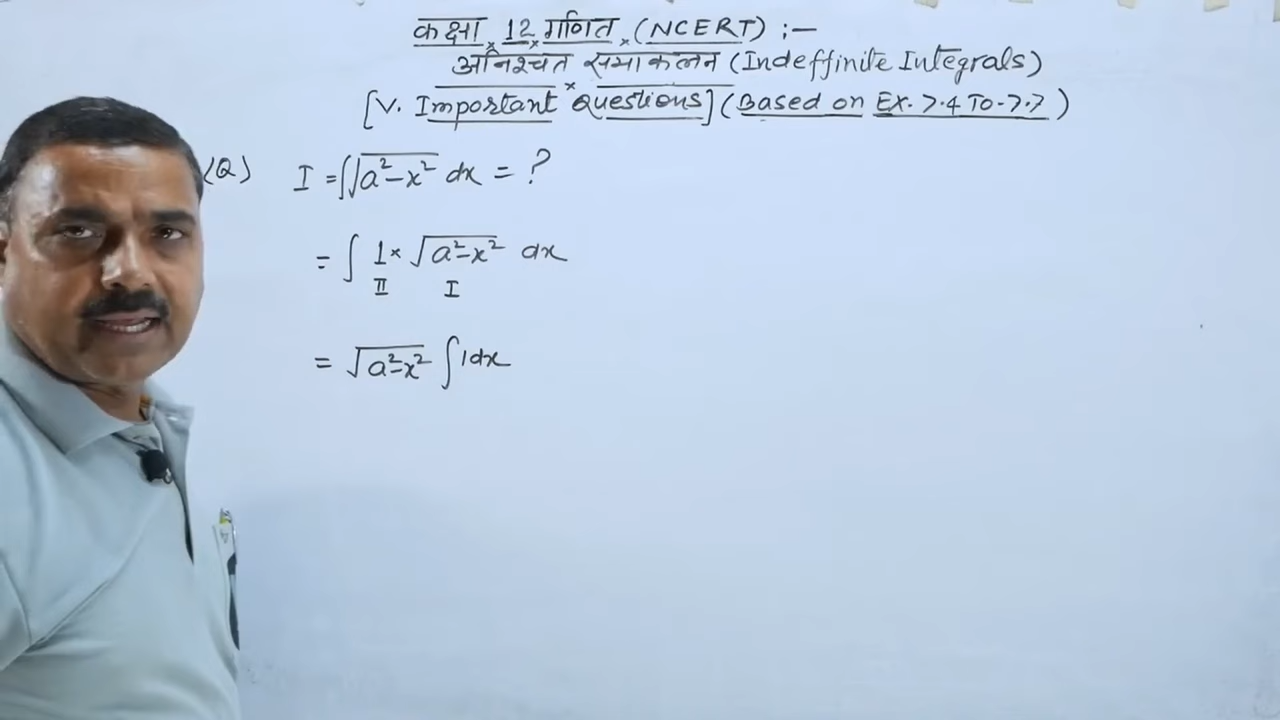 कक्षा 12 गणित (NCERT) :—
अनिश्चत समाकलन (Indeffinite Integrals)
[V. Important Questions] (Based on Ex. 7.4 To-7.7)
(Q) I = ∫√a²-x² dx = ?
= ∫ 1 × √a²-x² dx
II I
= √a²-x² ∫1dx